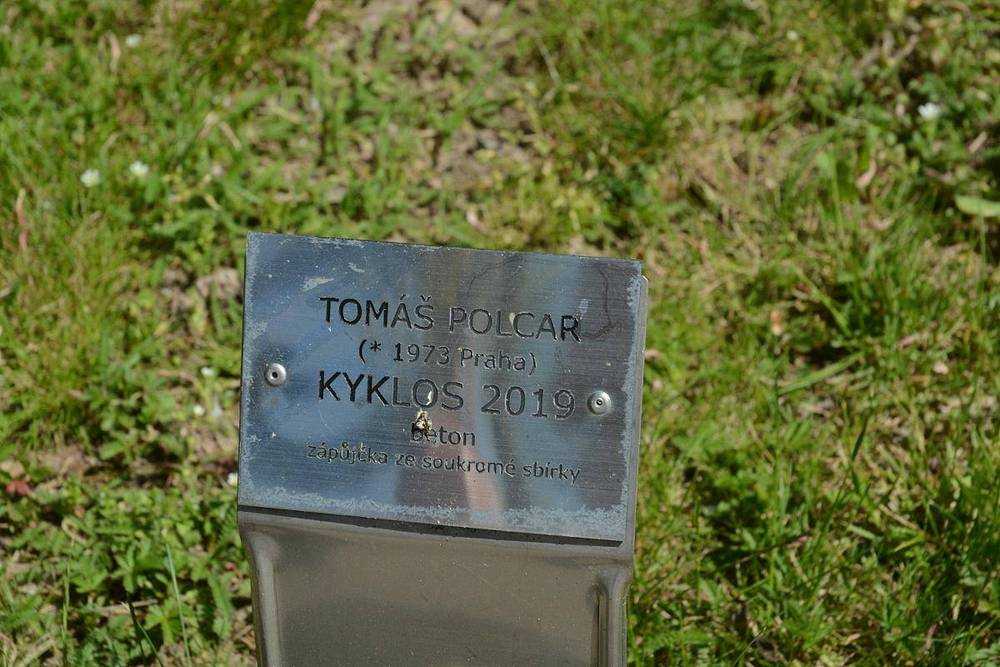 TOMÁŠ POLCAR
(* 1973 Praha)
KYKLOS 2019
beton
zápůjčka ze soukromé sbírky